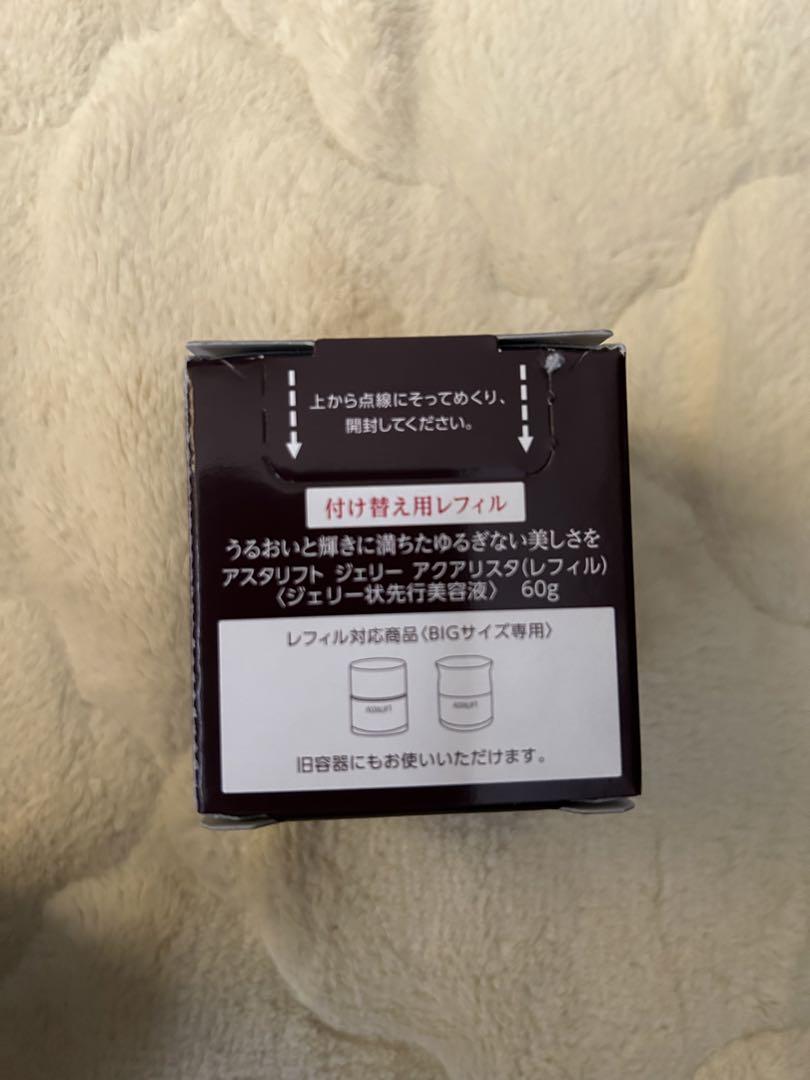 上から点線にそってめくり、
開封してください。
付け替え用レフィル
うるおいと輝きに満ちたゆるぎない美しさを
アスタリフト ジェリー アクアリスタ(レフィル)
〈ジェリー状先行美容液〉 60g
レフィル対応商品〈BIGサイズ専用〉
旧容器にもお使いいただけます。